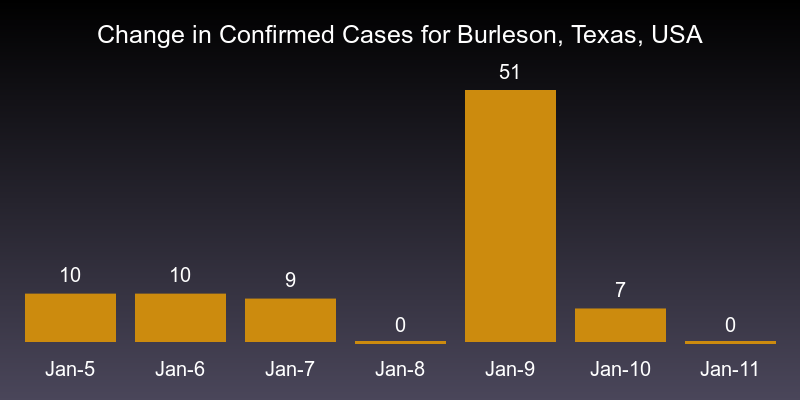 Change in Confirmed Cases for Burleson, Texas, USA
51
10 10 9 0 7 0
Jan-5 Jan-6 Jan-7 Jan-8 Jan-9 Jan-10 Jan-11